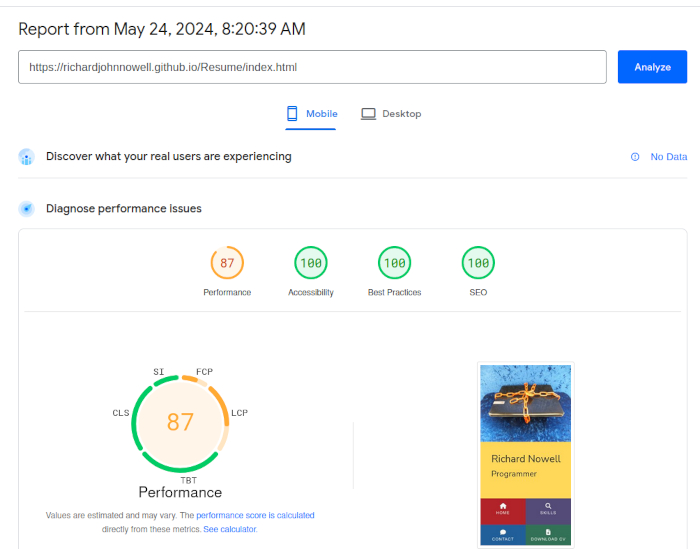 Report from May 24, 2024, 8:20:39 AM
https://richardjohnnowell.github.io/Resume/index.html
Analyze
Mobile
Desktop
Discover what your real users are experiencing
No Data
Diagnose performance issues
87
100
100
100
Performance
Accessibility
Best Practices
SEO
SI
FCP
CLS
LCP
87
TBT
Performance
Values are estimated and may vary. The performance score is calculated
directly from these metrics. See calculator.
Richard Nowell
Programmer
HOME
SKILLS
CONTACT
DOWNLOAD CV